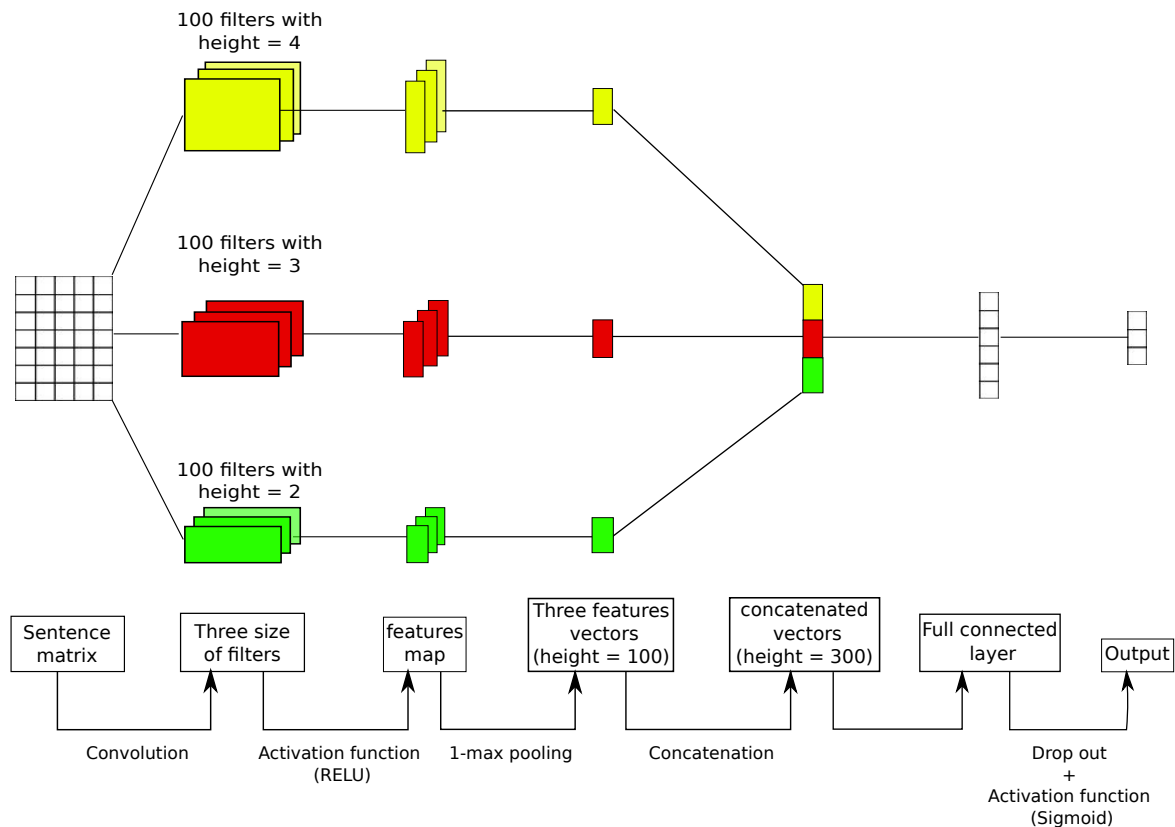 100 filters with
height = 4
100 filters with
height = 3
100 filters with
height = 2
Sentence
matrix
Three size
of filters
features
map
Three features
vectors
(height = 100)
concatenated
vectors
(height = 300)
Full connected
layer
Output
Convolution
Activation function
(RELU)
1-max pooling
Concatenation
Drop out
+
Activation function
(Sigmoid)